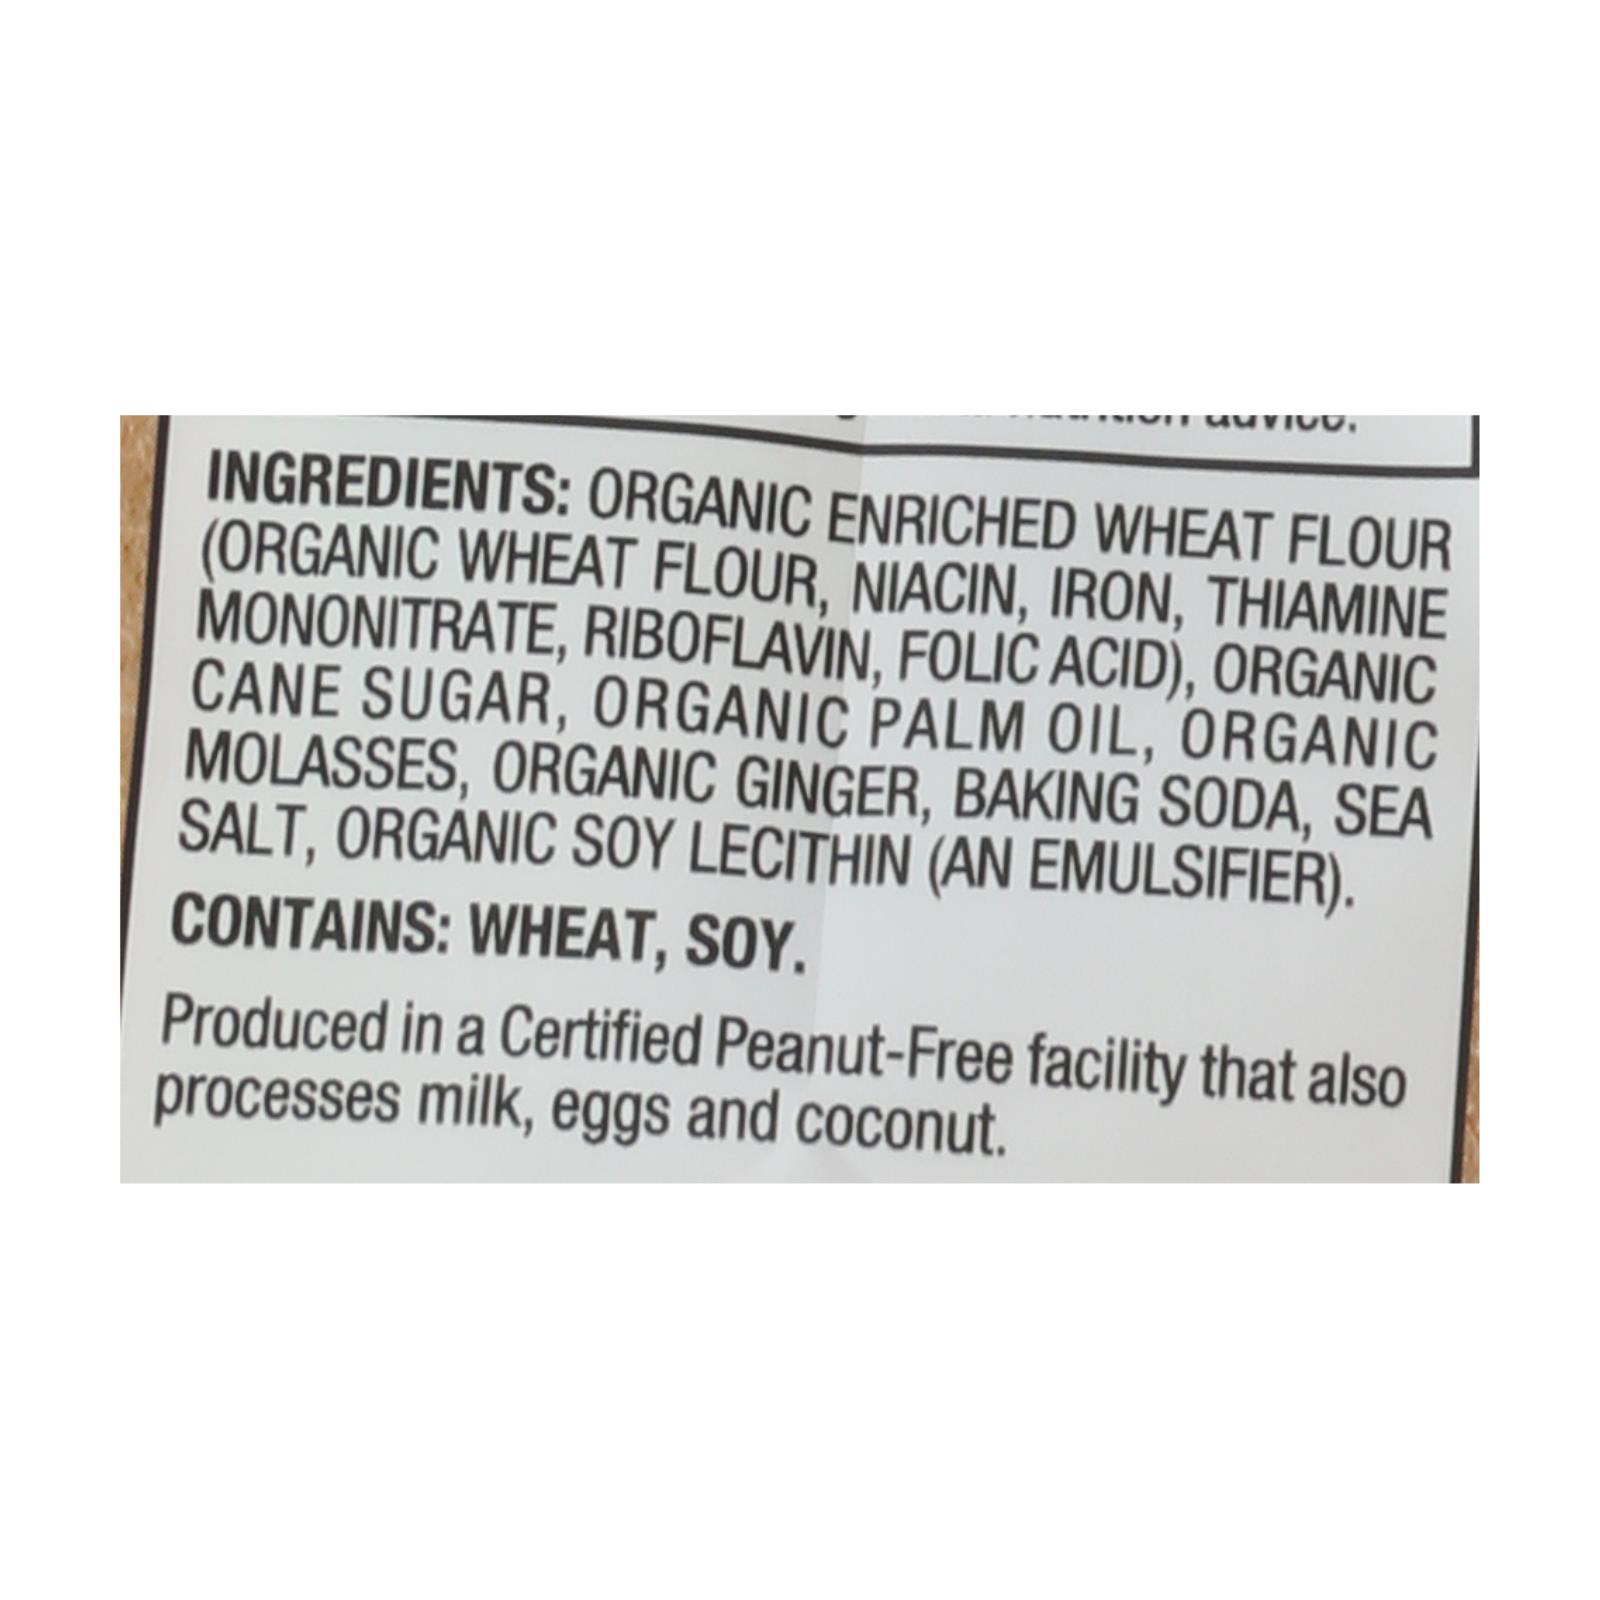 nutrition advice.
INGREDIENTS: ORGANIC ENRICHED WHEAT FLOUR
(ORGANIC WHEAT FLOUR, NIACIN, IRON, THIAMINE
MONONITRATE, RIBOFLAVIN, FOLIC ACID), ORGANIC
CANE SUGAR, ORGANIC PALM OIL, ORGANIC
MOLASSES, ORGANIC GINGER, BAKING SODA, SEA
SALT, ORGANIC SOY LECITHIN (AN EMULSIFIER).
CONTAINS: WHEAT, SOY.
Produced in a Certified Peanut-Free facility that also
processes milk, eggs and coconut.